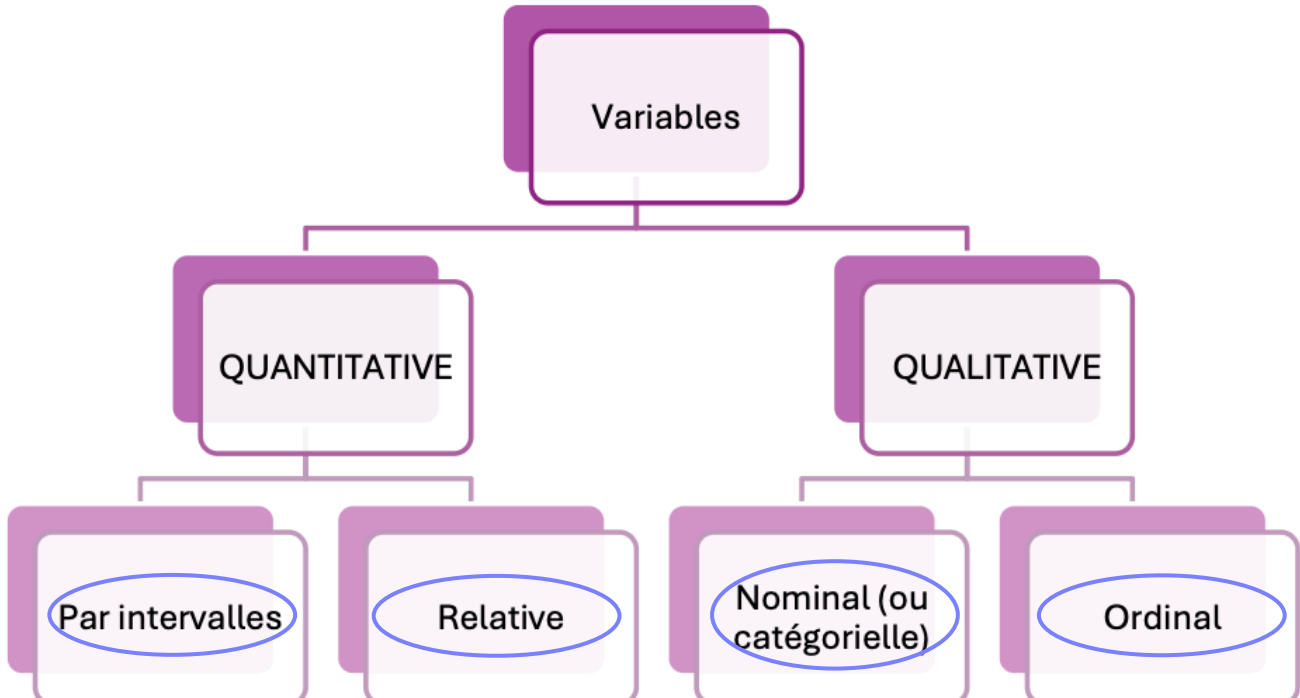 Variables
QUANTITATIVE
QUALITATIVE
Par intervalles
Relative
Nominal (ou
catégorielle)
Ordinal